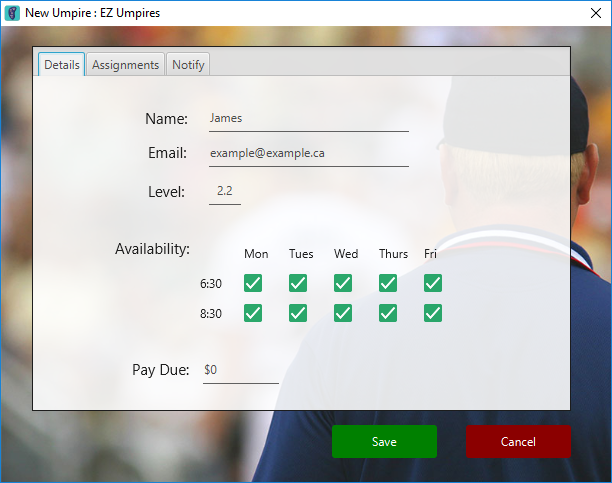 New Umpire : EZ Umpires
Details Assignments Notify
Name: James
Email: example@example.ca
Level: 2.2
Availability:
Mon Tues Wed Thurs Fri
6:30
8:30
Pay Due: $0
Save Cancel